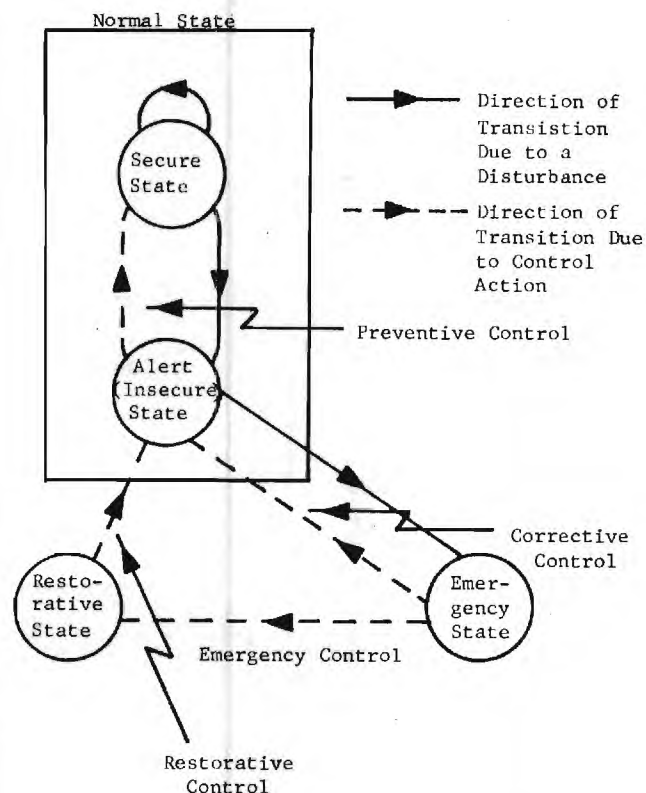 Normal State
Secure
State
Direction of
Transistion
Due to a
Disturbance
Direction of
Transition Due
to Control
Action
Preventive Control
Alert
(Insecure)
State
Corrective
Control
Resto-
rative
State
Emer-
gency
State
Emergency Control
Restorative
Control